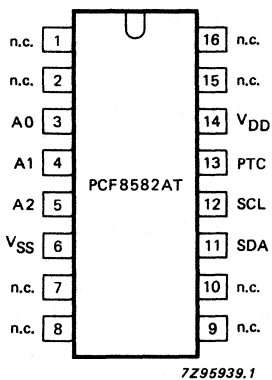 n.c. 1 16 n.c.
n.c. 2 15 n.c.
A0 3 14 VDD
A1 4 13 PTC
PCF8582AT
A2 5 12 SCL
VSS 6 11 SDA
n.c. 7 10 n.c.
n.c. 8 9 n.c.
7Z95939.1